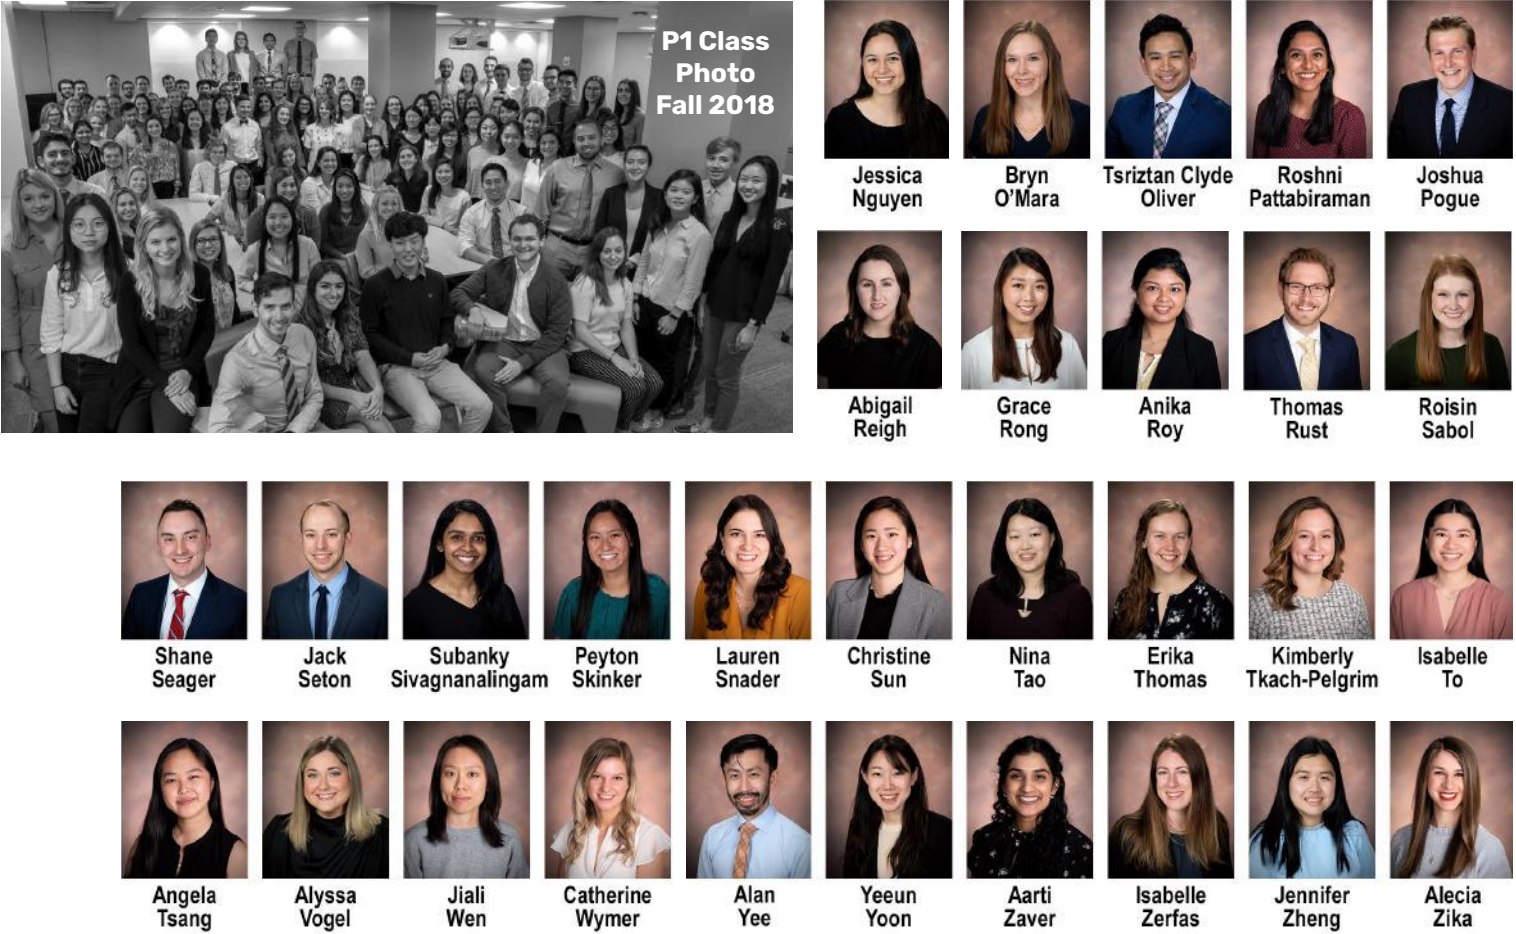 P1 Class
Photo
Fall 2018
Jessica
Nguyen
Bryn
O’Mara
Tsriztan Clyde
Oliver
Roshni
Pattabiraman
Joshua
Pogue
Abigail
Reigh
Grace
Rong
Anika
Roy
Thomas
Rust
Roisin
Sabol
Shane
Seager
Jack
Seton
Subanky
Sivagnanalingam
Peyton
Skinker
Lauren
Snader
Christine
Sun
Nina
Tao
Erika
Thomas
Kimberly
Tkach-Pelgrim
Isabelle
To
Angela
Tsang
Alyssa
Vogel
Jiali
Wen
Catherine
Wymer
Alan
Yee
Yeeun
Yoon
Aarti
Zaver
Isabelle
Zerfas
Jennifer
Zheng
Alecia
Zika